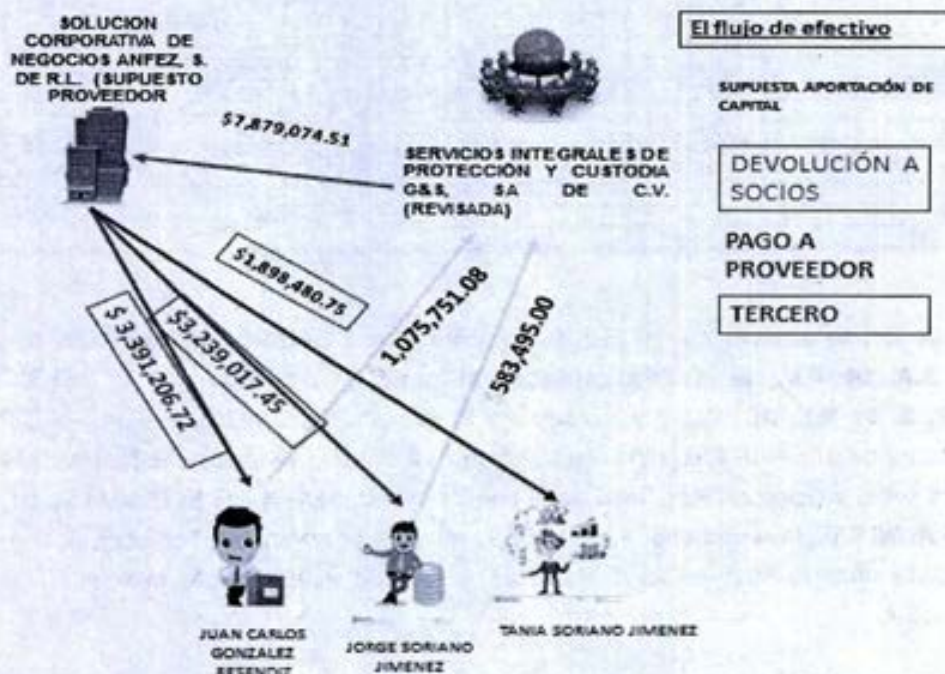 SOLUCION
CORPORATIVA DE
NEGOCIOS ANFEZ, S.
DE R.L. (SUPUESTO
PROVEEDOR
$7,879,074.51
SERVICIOS INTEGRALES DE
PROTECCIÓN Y CUSTODIA
G&S, SA DE C.V.
(REVISADA)
El flujo de efectivo
SUPUESTA APORTACIÓN DE
CAPITAL
DEVOLUCIÓN A
SOCIOS
PAGO A
PROVEEDOR
TERCERO
$1,898,480.75
$3,239,017.45
$ 3,391,206.72
1,075,751.08
583,495.00
JUAN CARLOS
GONZALEZ
RESENDIZ
JORGE SORIANO
JIMENEZ
TANIA SORIANO JIMENEZ